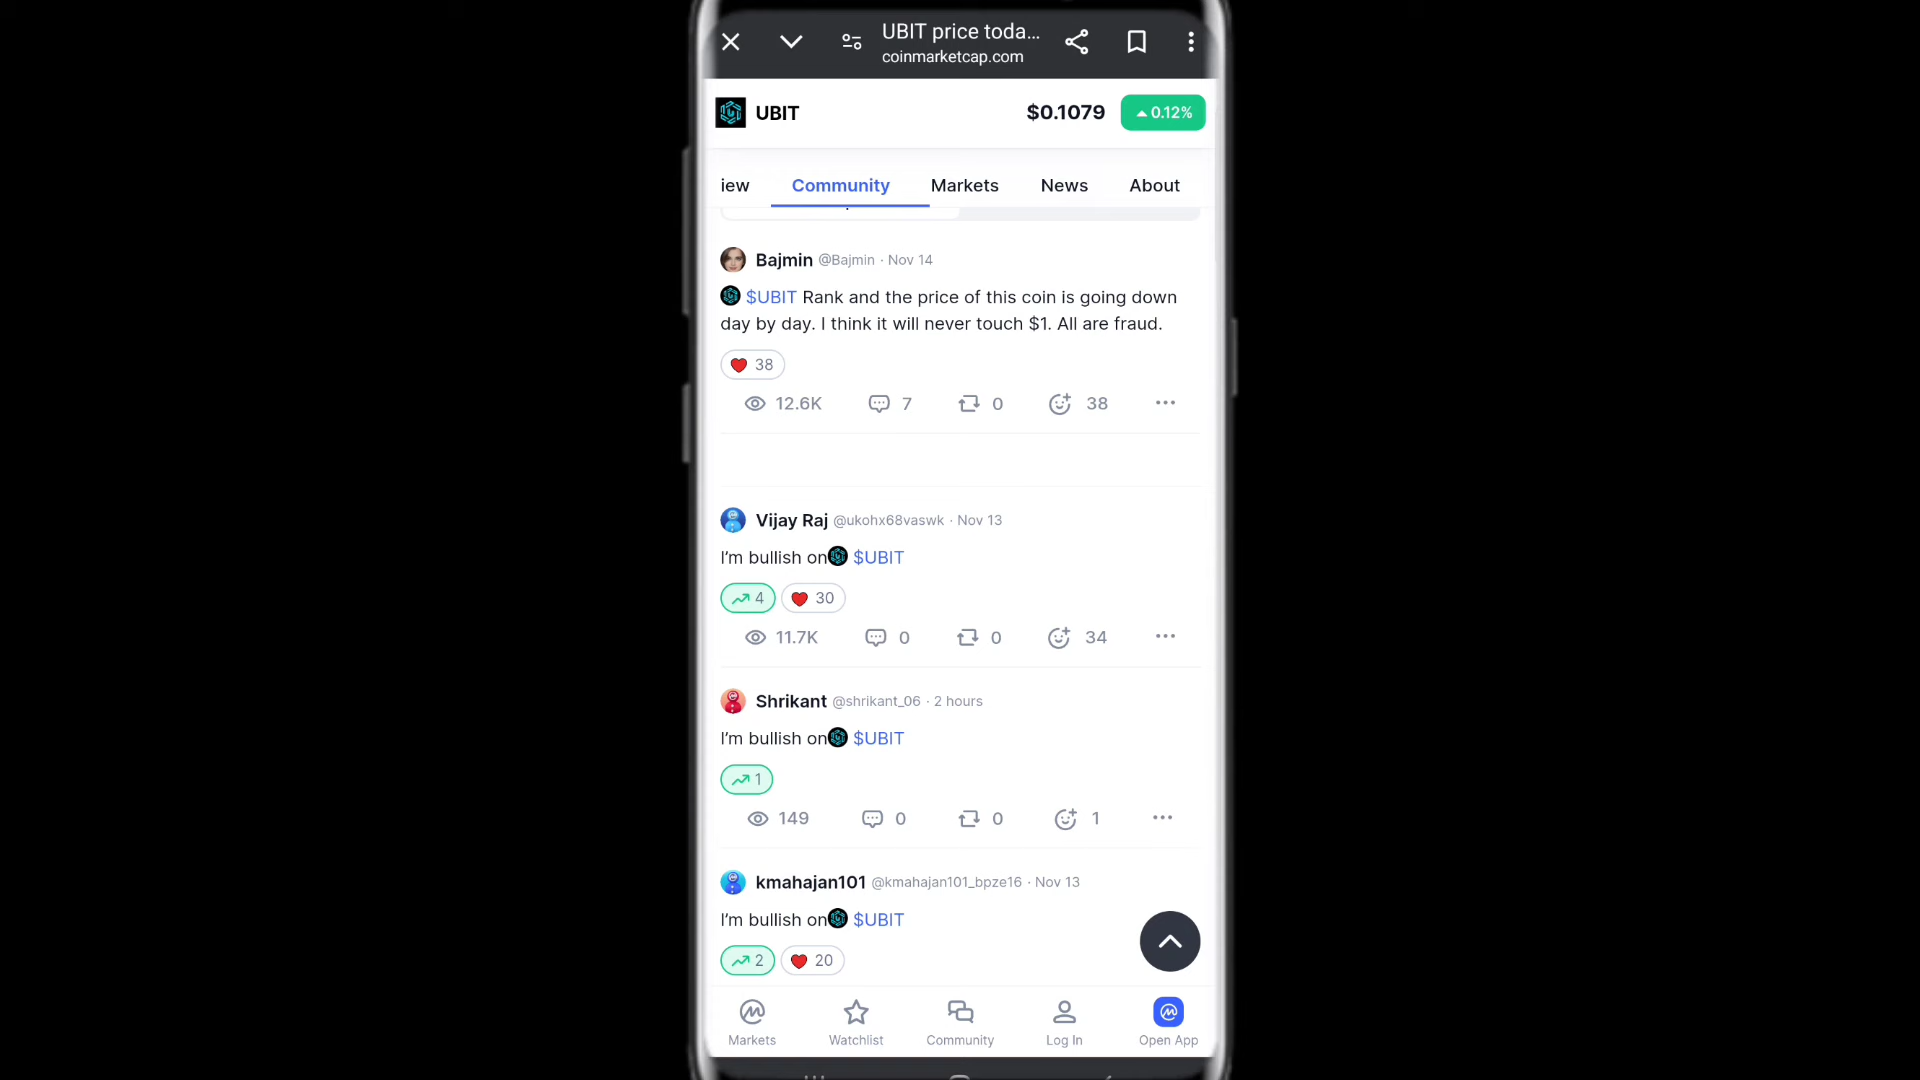 UBIT price toda...
coinmarketcap.com
UBIT
$0.1079
0.12%
iew
Community
Markets
News
About
Bajmin @Bajmin · Nov 14
$UBIT Rank and the price of this coin is going down
day by day. I think it will never touch $1. All are fraud.
38
12.6K
7
0
38
Vijay Raj @ukohx68vaswk · Nov 13
I'm bullish on $UBIT
4
30
11.7K
0
0
34
Shrikant @shrikant_06 · 2 hours
I'm bullish on $UBIT
1
149
0
0
1
kmahajan101 @kmahajan101_bpze16 · Nov 13
I'm bullish on $UBIT
2
20
Markets
Watchlist
Community
Log In
Open App